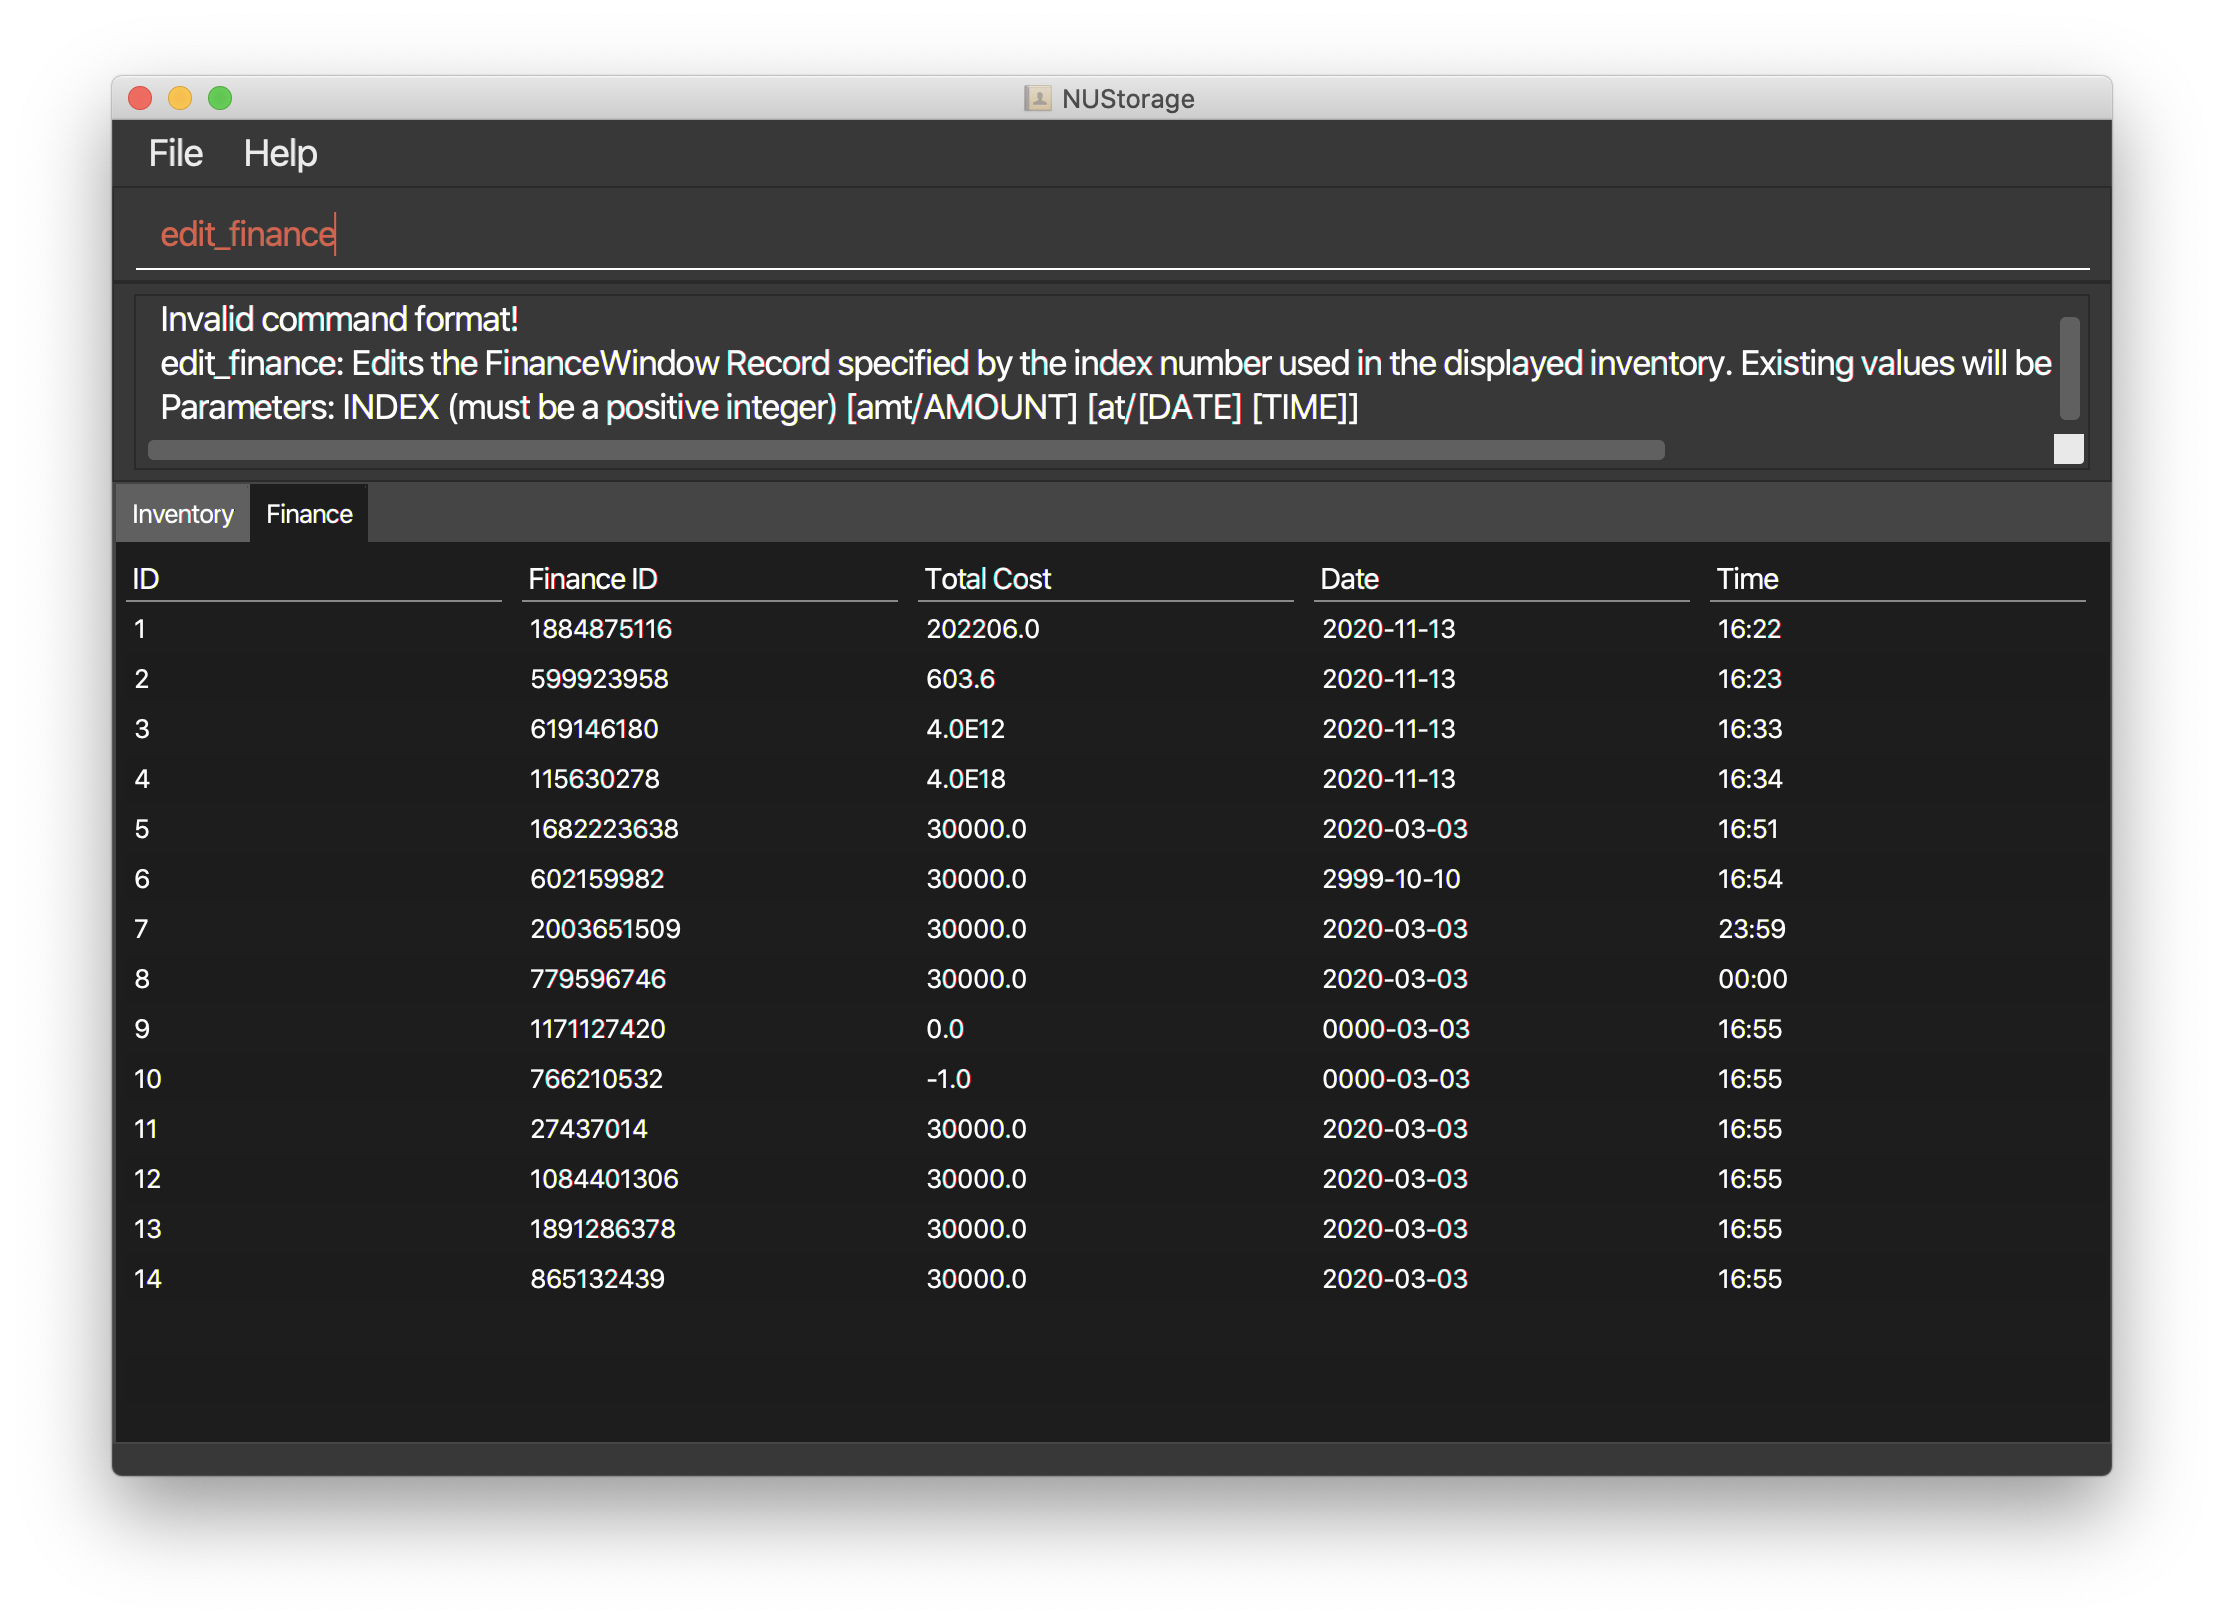 NUStorage
File Help
edit_finance
Invalid command format!
edit_finance: Edits the FinanceWindow Record specified by the index number used in the displayed inventory. Existing values will be
Parameters: INDEX (must be a positive integer) [amt/AMOUNT] [at/[DATE] [TIME]]
Inventory Finance
ID Finance ID Total Cost Date Time
1 1884875116 202206.0 2020-11-13 16:22
2 599923958 603.6 2020-11-13 16:23
3 619146180 4.0E12 2020-11-13 16:33
4 115630278 4.0E18 2020-11-13 16:34
5 1682223638 30000.0 2020-03-03 16:51
6 602159982 30000.0 2999-10-10 16:54
7 2003651509 30000.0 2020-03-03 23:59
8 779596746 30000.0 2020-03-03 00:00
9 1171127420 0.0 0000-03-03 16:55
10 766210532 -1.0 0000-03-03 16:55
11 27437014 30000.0 2020-03-03 16:55
12 1084401306 30000.0 2020-03-03 16:55
13 1891286378 30000.0 2020-03-03 16:55
14 865132439 30000.0 2020-03-03 16:55